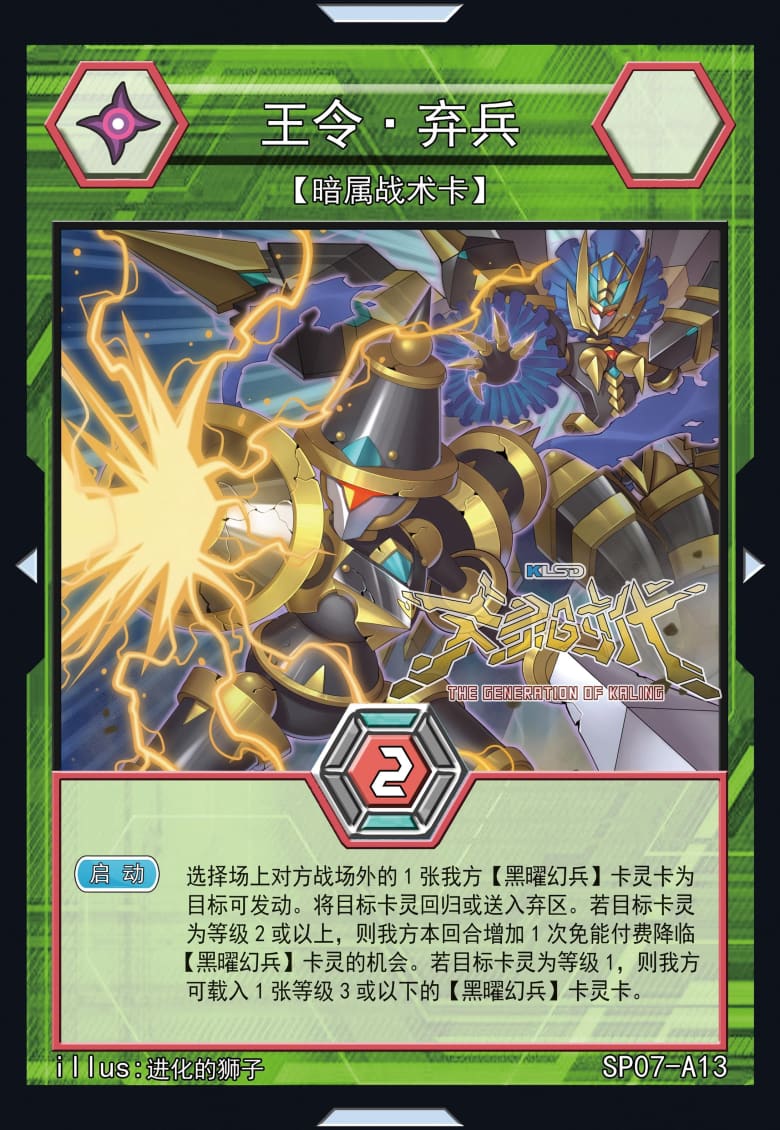 王令·弃兵
【暗属战术卡】
KLSD
卡灵时代
THE GENERATION OF KALING
2
启动
选择场上对方战场外的1张我方【黑曜幻兵】卡灵卡为
目标可发动。将目标卡灵回归或送入弃区。若目标卡灵
为等级2或以上，则我方本回合增加1次免能付费降临
【黑曜幻兵】卡灵的机会。若目标卡灵为等级1，则我方
可载入1张等级3或以下的【黑曜幻兵】卡灵卡。
illus:进化的狮子
SP07-A13